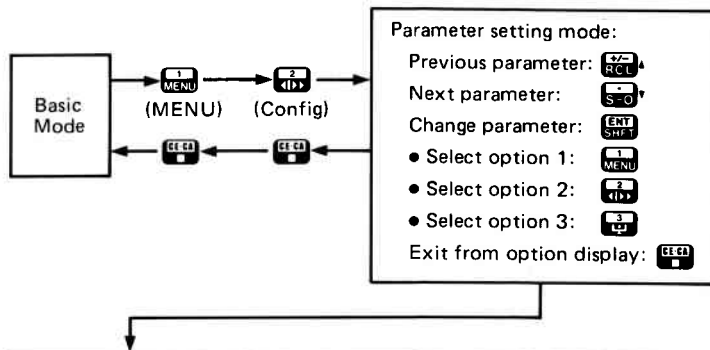 Parameter setting mode:
Previous parameter: +/- RCL
Next parameter: • S-O
Change parameter: ENT SHFT
• Select option 1: 1 MENU
• Select option 2: 2
• Select option 3: 3
Exit from option display: CE·CA
Basic
Mode
1 MENU
2
(MENU) (Config)
CE·CA CE·CA